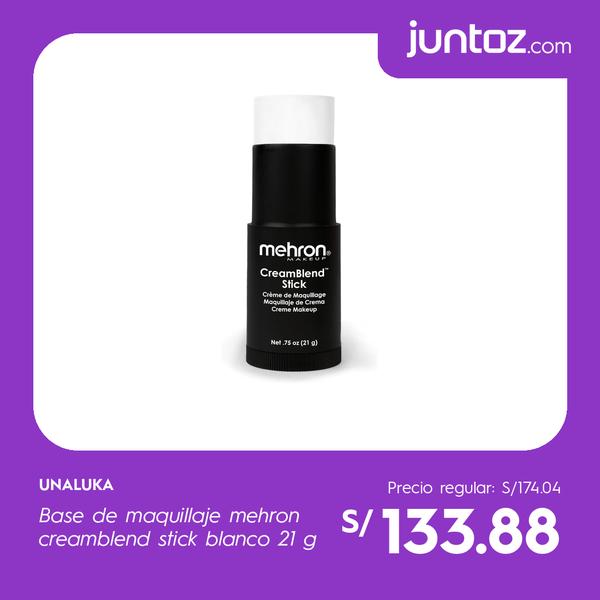 juntoz.com
mehron®
MAKEUP
CreamBlend™
Stick
Crème de Maquillage
Maquillaje de Crema
Creme Makeup
Net .75 oz (21 g)
UNALUKA
Base de maquillaje mehron
creamblend stick blanco 21 g
Precio regular: S/174.04
S/133.88